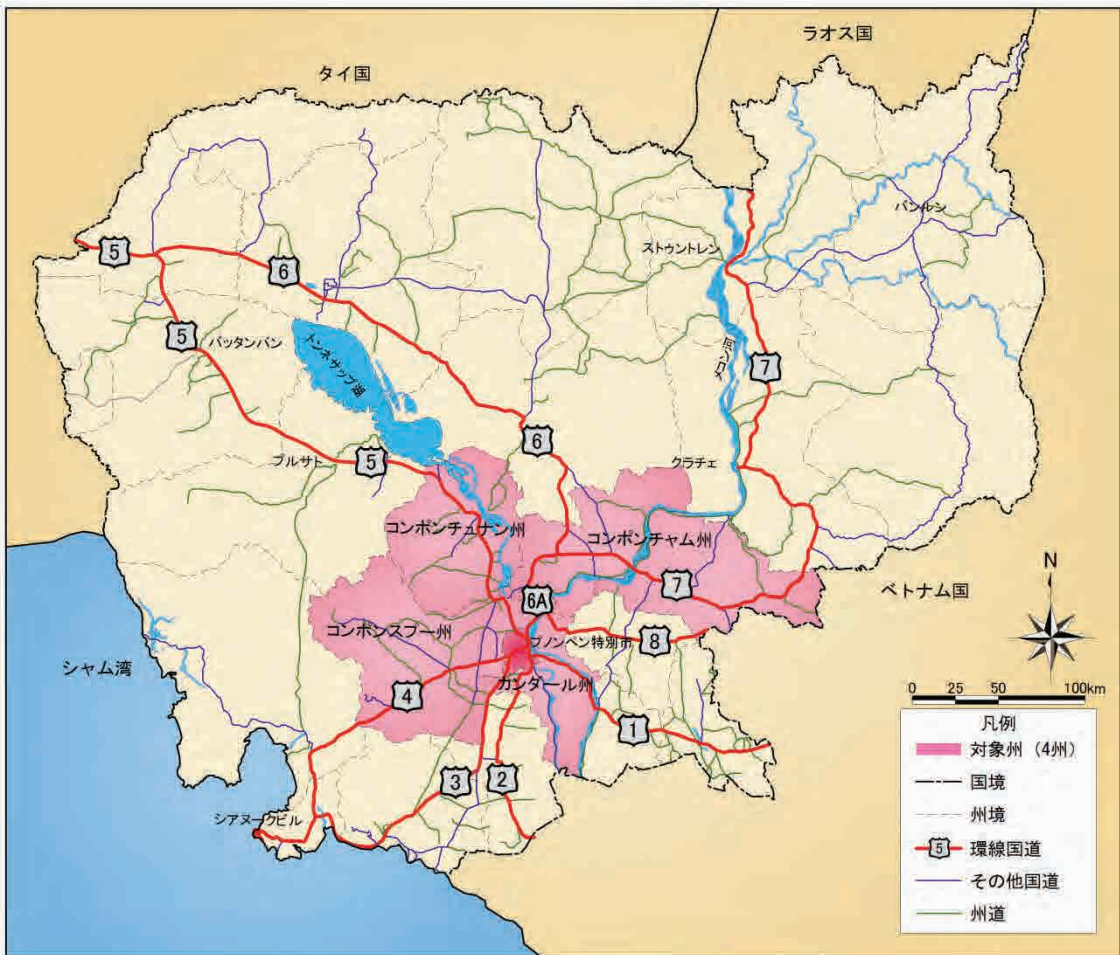 ラオス国
タイ国
バンルン
ストゥントレン
5
6
5
バッタンバン
トンネサップ湖
メコン河
7
6
クラチェ
プルサト
5
コンポンチュナン州
コンポンチャム州
7
6A
ベトナム国
N
コンポンスプー州
プノンペン特別市
8
シャム湾
カンダール州
4
1
0 25 50 100km
3
2
シアヌークビル
凡例
対象州（4州）
国境
州境
5 環線国道
その他国道
州道